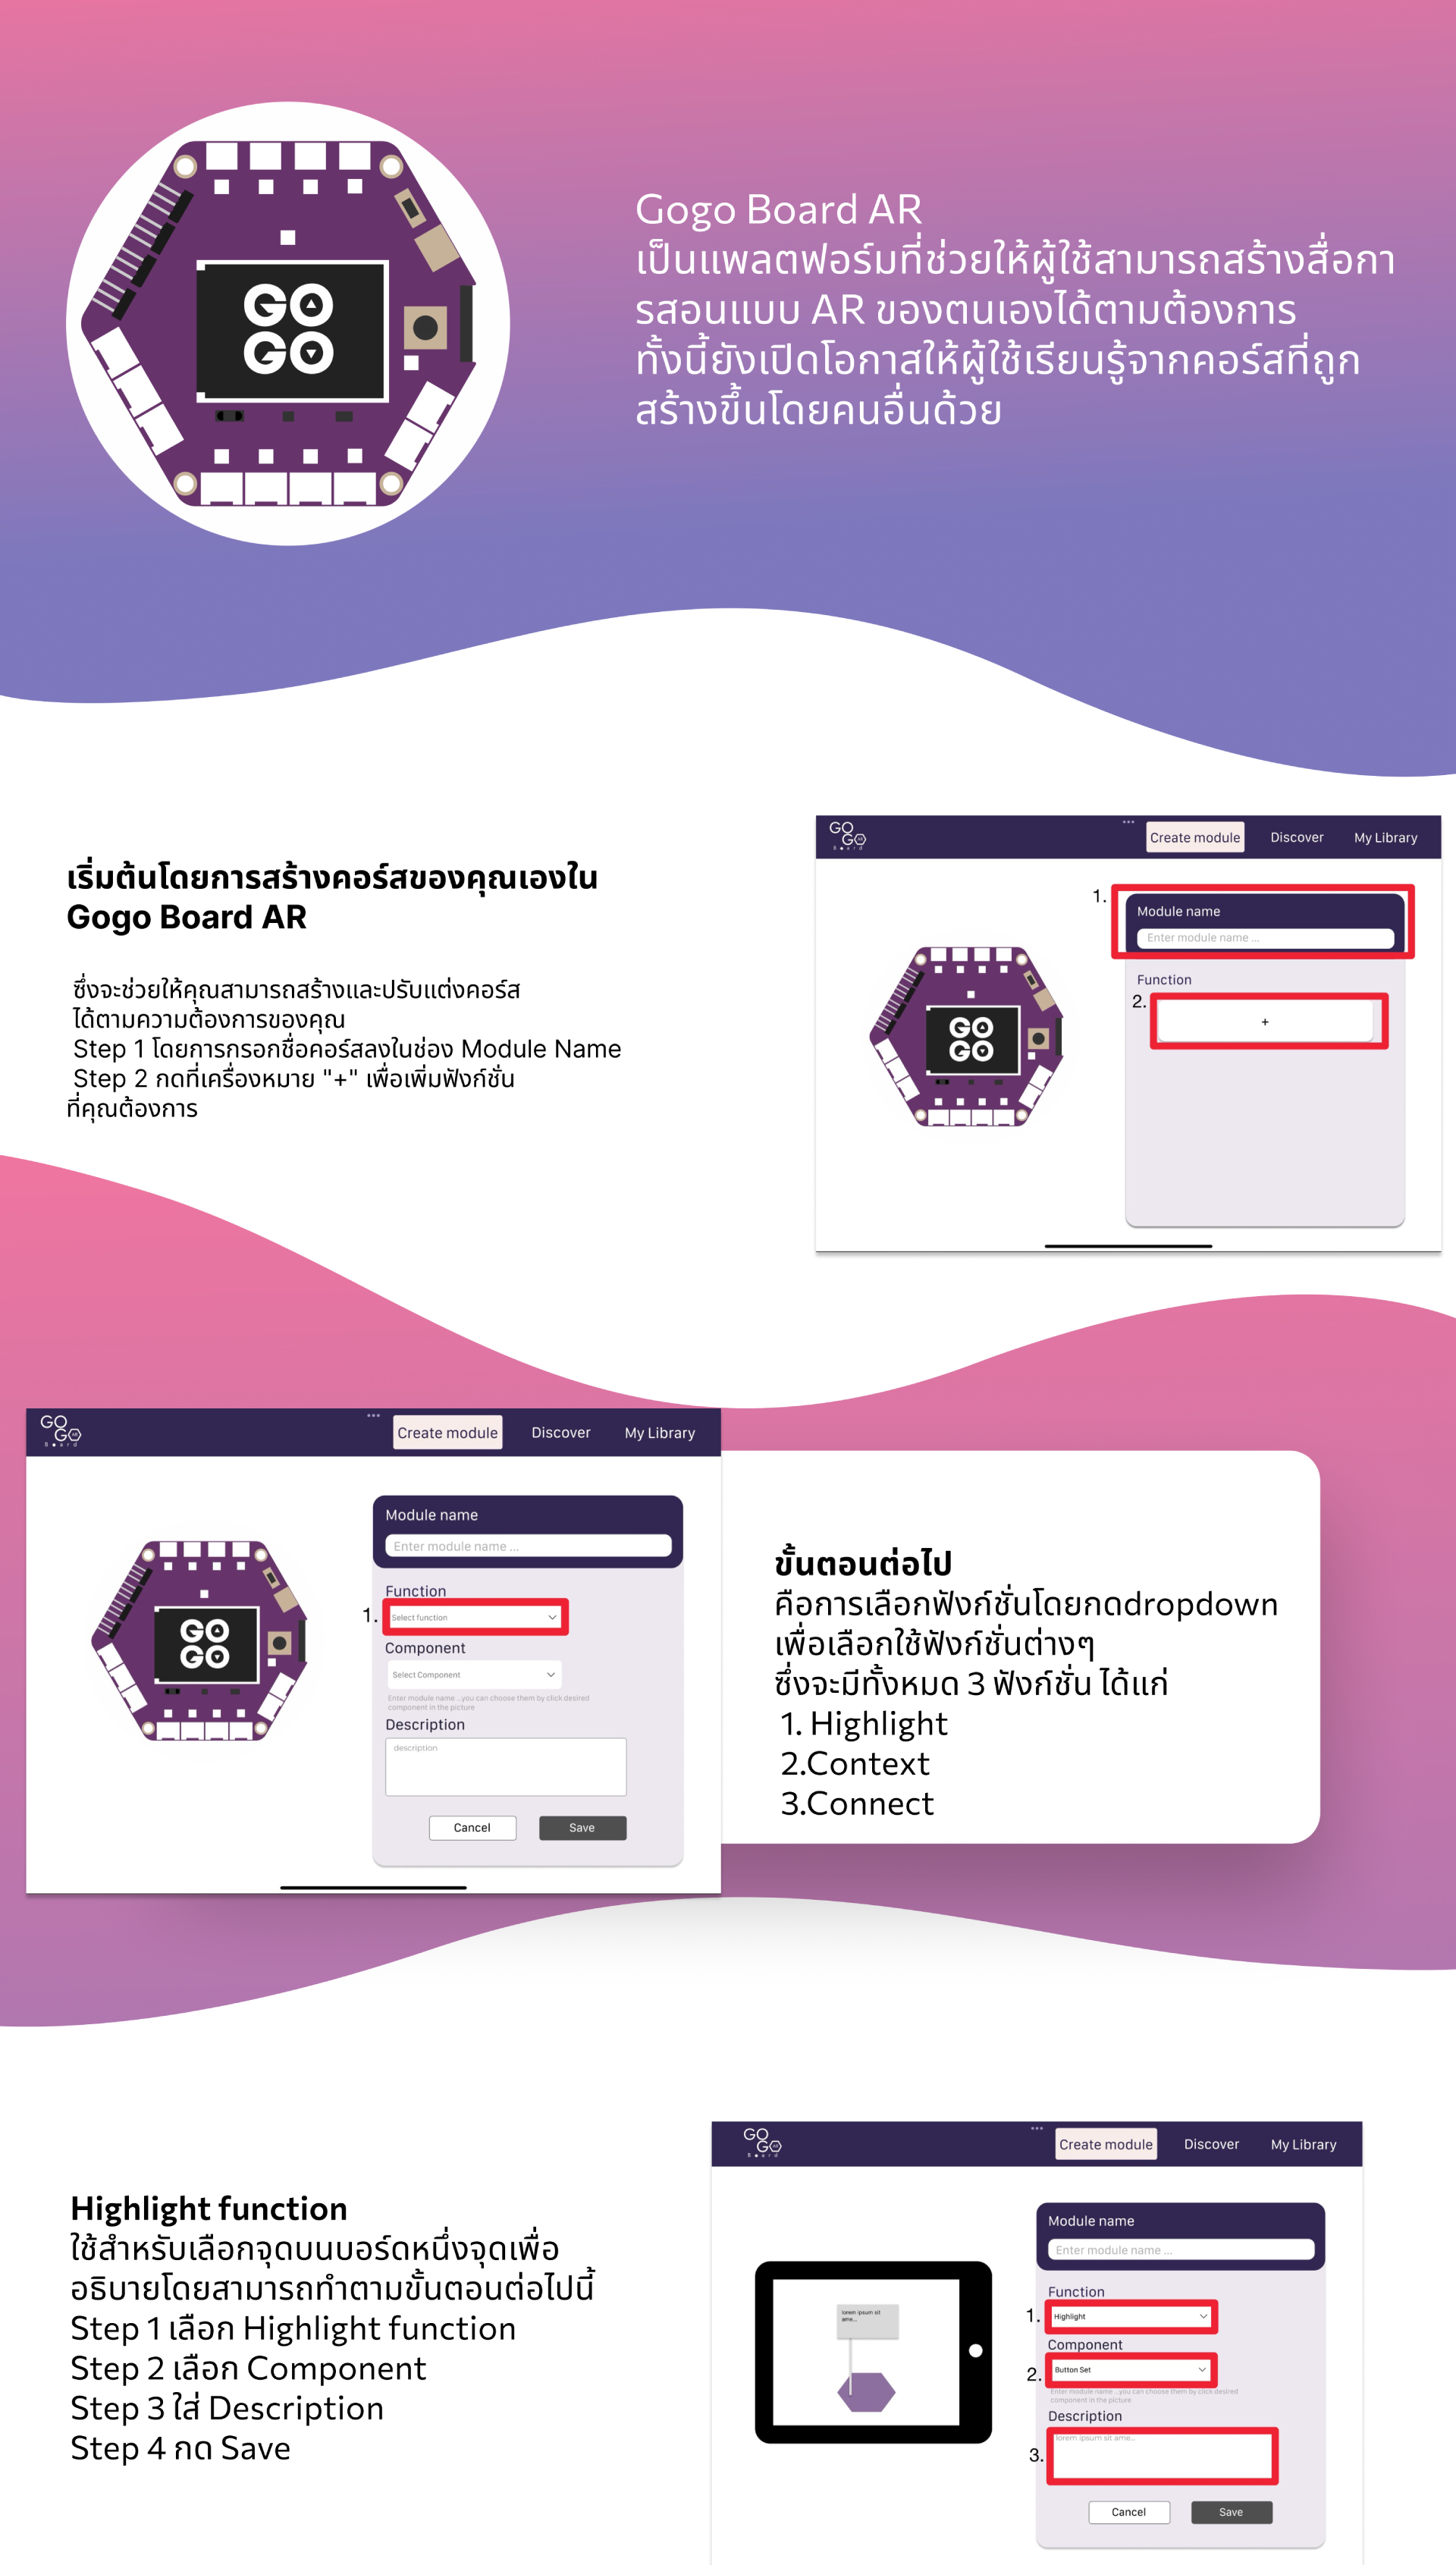 GO
GO
Gogo Board AR
เป็นแพลตฟอร์มที่ช่วยให้ผู้ใช้สามารถสร้างสื่อกา
รสอนแบบ AR ของตนเองได้ตามต้องการ
ทั้งนี้ยังเปิดโอกาสให้ผู้ใช้เรียนรู้จากคอร์สที่ถูก
สร้างขึ้นโดยคนอื่นด้วย
เริ่มต้นโดยการสร้างคอร์สของคุณเองใน
Gogo Board AR
ซึ่งจะช่วยให้คุณสามารถสร้างและปรับแต่งคอร์ส
ได้ตามความต้องการของคุณ
Step 1 โดยการกรอกชื่อคอร์สลงในช่อง Module Name
Step 2 กดที่เครื่องหมาย "+" เพื่อเพิ่มฟังก์ชั่น
ที่คุณต้องการ
GO
GO AR
Board
Create module Discover My Library
1.
Module name
Enter module name ...
Function
2.
+
GO
GO
GO
GO AR
Board
Create module Discover My Library
Module name
Enter module name ...
Function
1.
Select function
Component
Select Component
Enter module name ...you can choose them by click desired
component in the picture
Description
description
Cancel Save
GO
GO
ขั้นตอนต่อไป
คือการเลือกฟังก์ชั่นโดยกดdropdown
เพื่อเลือกใช้ฟังก์ชั่นต่างๆ
ซึ่งจะมีทั้งหมด 3 ฟังก์ชั่น ได้แก่
1. Highlight
2.Context
3.Connect
Highlight function
ใช้สำหรับเลือกจุดบนบอร์ดหนึ่งจุดเพื่อ
อธิบายโดยสามารถทำตามขั้นตอนต่อไปนี้
Step 1 เลือก Highlight function
Step 2 เลือก Component
Step 3 ใส่ Description
Step 4 กด Save
GO
GO AR
Board
Create module Discover My Library
Module name
Enter module name ...
Function
1.
Highlight
Component
2.
Button Set
Enter module name ...you can choose them by click desired
component in the picture
Description
3.
lorem ipsum sit ame...
Cancel Save
lorem ipsum sit
ame...